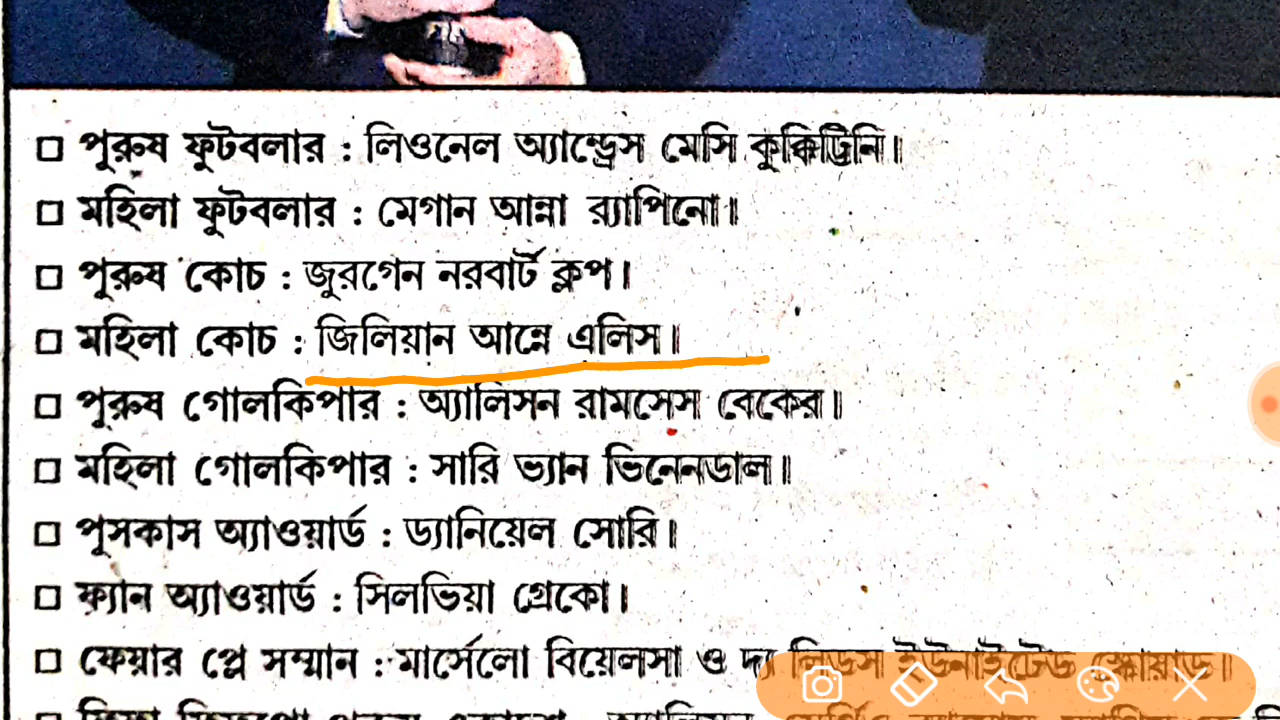 □ পুরুষ ফুটবলার : লিওনেল অ্যান্ড্রেস মেসি কুক্কিট্টিনি।
□ মহিলা ফুটবলার : মেগান আন্না র‍্যাপিনো।
□ পুরুষ কোচ : জুরগেন নরবার্ট ক্লপ।
□ মহিলা কোচ : জিলিয়ান আন্নে এলিস।
□ পুরুষ গোলকিপার : অ্যালিসন রামসেস বেকের।
□ মহিলা গোলকিপার : সারি ভ্যান ভিনেনডাল।
□ পুসকাস অ্যাওয়ার্ড : ড্যানিয়েল সোরি।
□ ফ্যান অ্যাওয়ার্ড : সিলভিয়া গ্রেকো।
□ ফেয়ার প্লে সম্মান : মার্সেলো বিয়েলসা ও দ্য লিডস ইউনাইটেড স্কোয়াড।